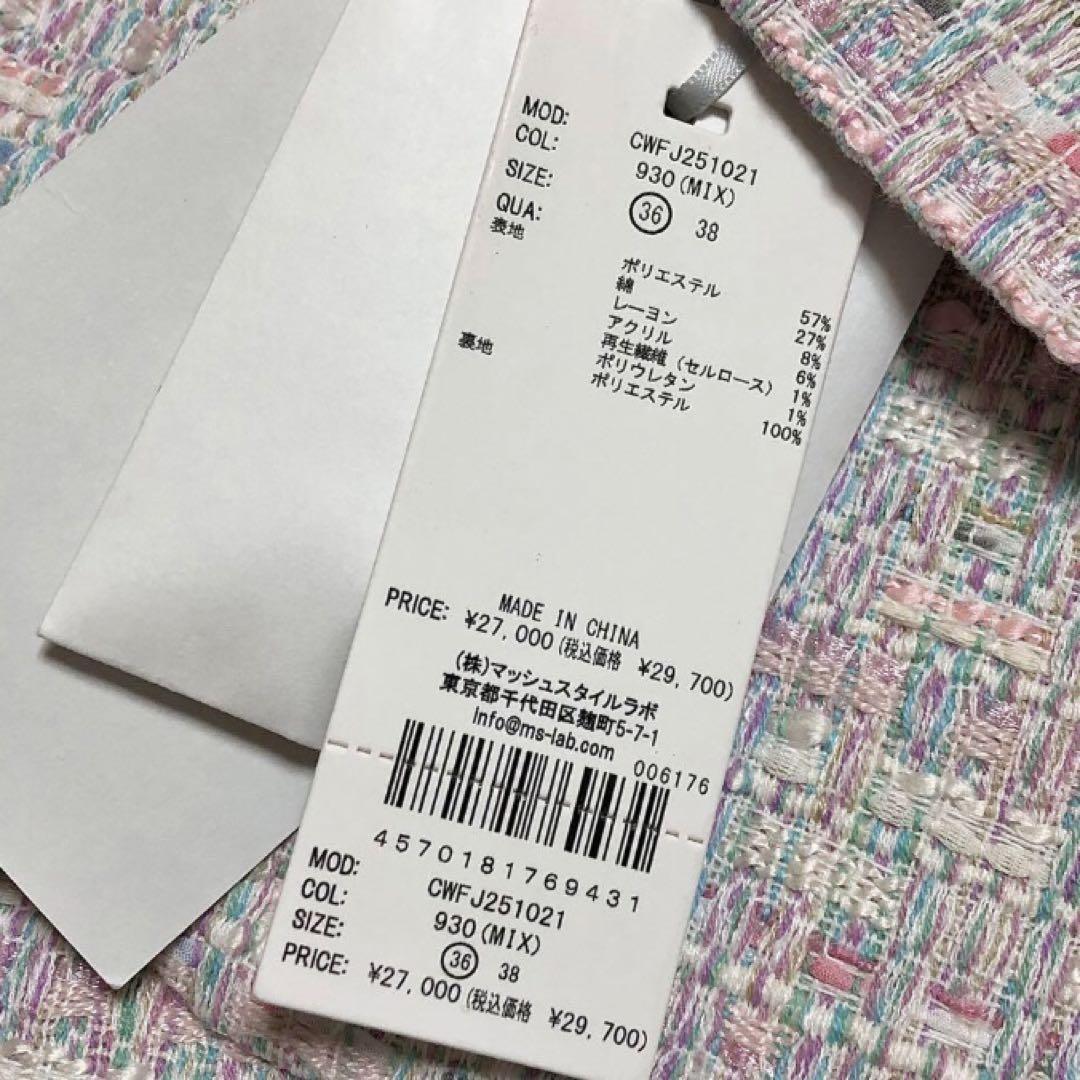 MOD: CWFJ251021
COL: 930(MIX)
SIZE: 36 38
QUA:
表地
ポリエステル 57%
綿 27%
レーヨン 8%
アクリル 6%
再生繊維(セルロース) 1%
ポリウレタン 1%
裏地 ポリエステル 100%
MADE IN CHINA
PRICE: ¥27,000(税込価格 ¥29,700)
(株)マッシュスタイルラボ
東京都千代田区麹町5-7-1
info@ms-lab.com
006176
4570181769431
MOD: CWFJ251021
COL: 930(MIX)
SIZE: 36 38
PRICE: ¥27,000(税込価格 ¥29,700)